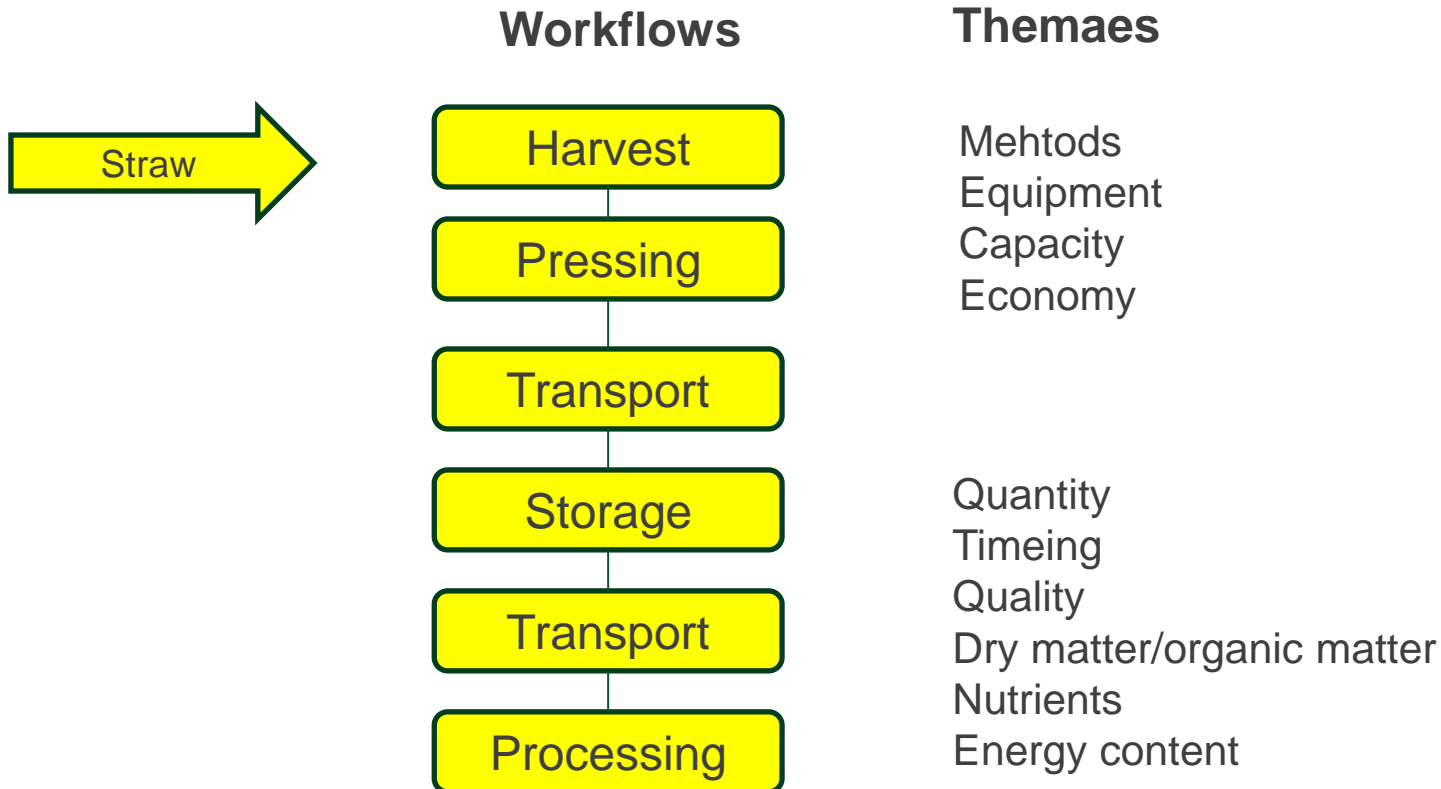 Workflows
Themaes
Straw
Harvest
Pressing
Transport
Storage
Transport
Processing
Mehtods
Equipment
Capacity
Economy
Quantity
Timeing
Quality
Dry matter/organic matter
Nutrients
Energy content